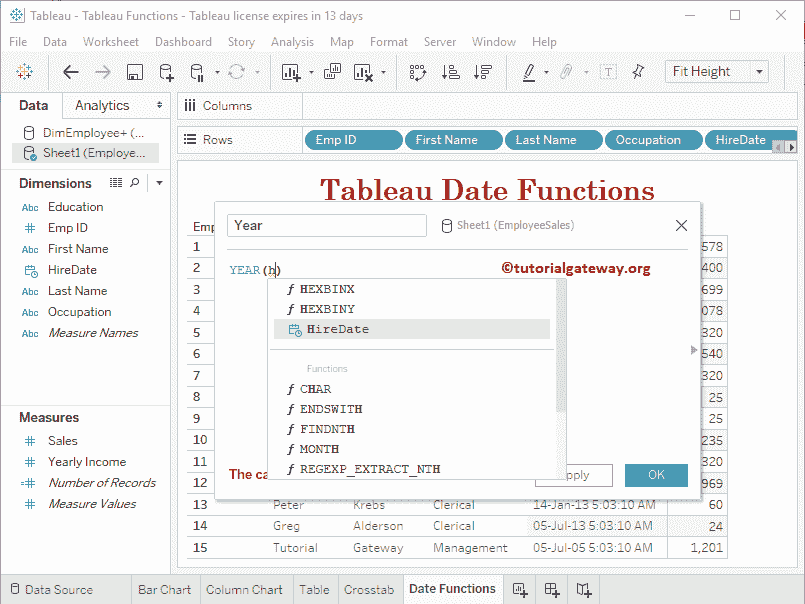 Tableau - Tableau Functions - Tableau license expires in 13 days
File Data Worksheet Dashboard Story Analysis Map Format Server Window Help
Fit Height
Data Analytics
Columns
DimEmployee+ (...
Sheet1 (Employe...
Rows Emp ID First Name Last Name Occupation HireDate
Dimensions
Abc Education
Emp ID
Abc First Name
HireDate
Abc Last Name
Abc Occupation
Abc Measure Names
Measures
Sales
Yearly Income
Number of Records
Measure Values
Tableau Date Functions
Emp
1 578
2 400
3 699
4 078
5 320
6 540
7 320
8 25
9 25
10 235
11 320
12 969
13 Peter Krebs Clerical 14-Jan-13 5:03:10 AM 60
14 Greg Alderson Clerical 05-Jul-13 5:03:10 AM 24
15 Tutorial Gateway Management 05-Jul-05 5:03:10 AM 1,201
Year Sheet1 (EmployeeSales)
YEAR(h)
©tutorialgateway.org
f HEXBINX
f HEXBINY
HireDate
Functions
f CHAR
f ENDSWITH
f FINDNTH
f MONTH
f REGEXP_EXTRACT_NTH
The ca pply OK
Data Source Bar Chart Column Chart Table Crosstab Date Functions